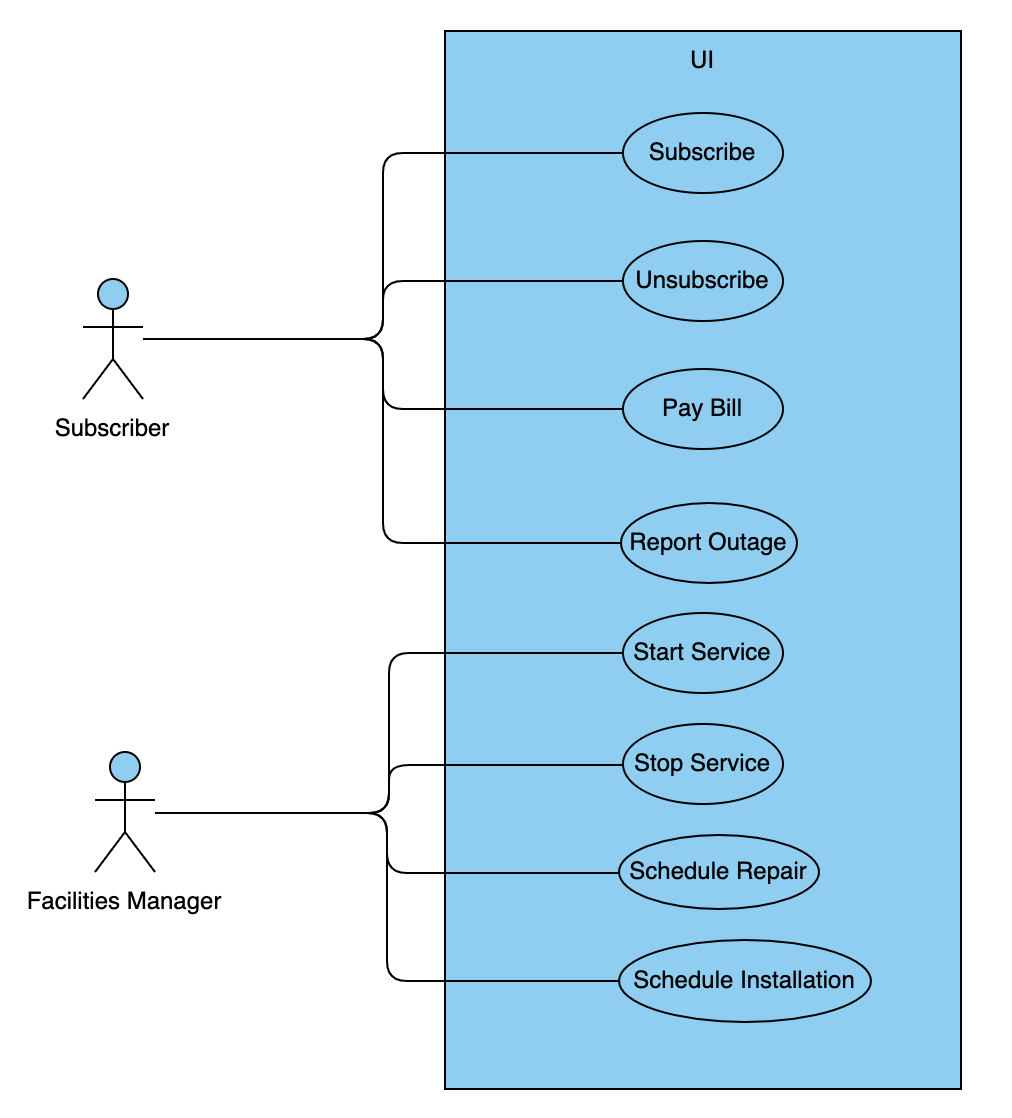 UI
Subscribe
Unsubscribe
Pay Bill
Subscriber
Report Outage
Start Service
Stop Service
Schedule Repair
Facilities Manager
Schedule Installation